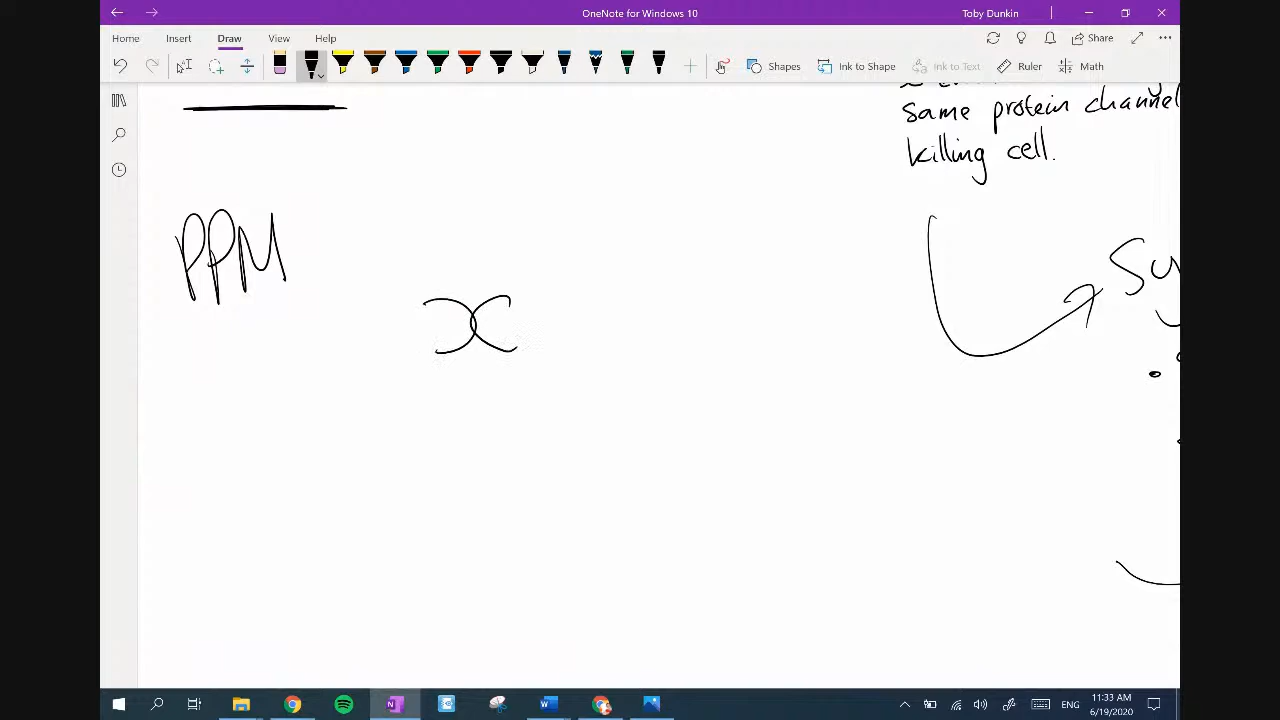 OneNote for Windows 10
Toby Dunkin
Home Insert Draw View Help
Share
Shapes Ink to Shape Ink to Text Ruler Math
same protein channel
killing cell.
PPM
x
ENG
11:33 AM
6/19/2020